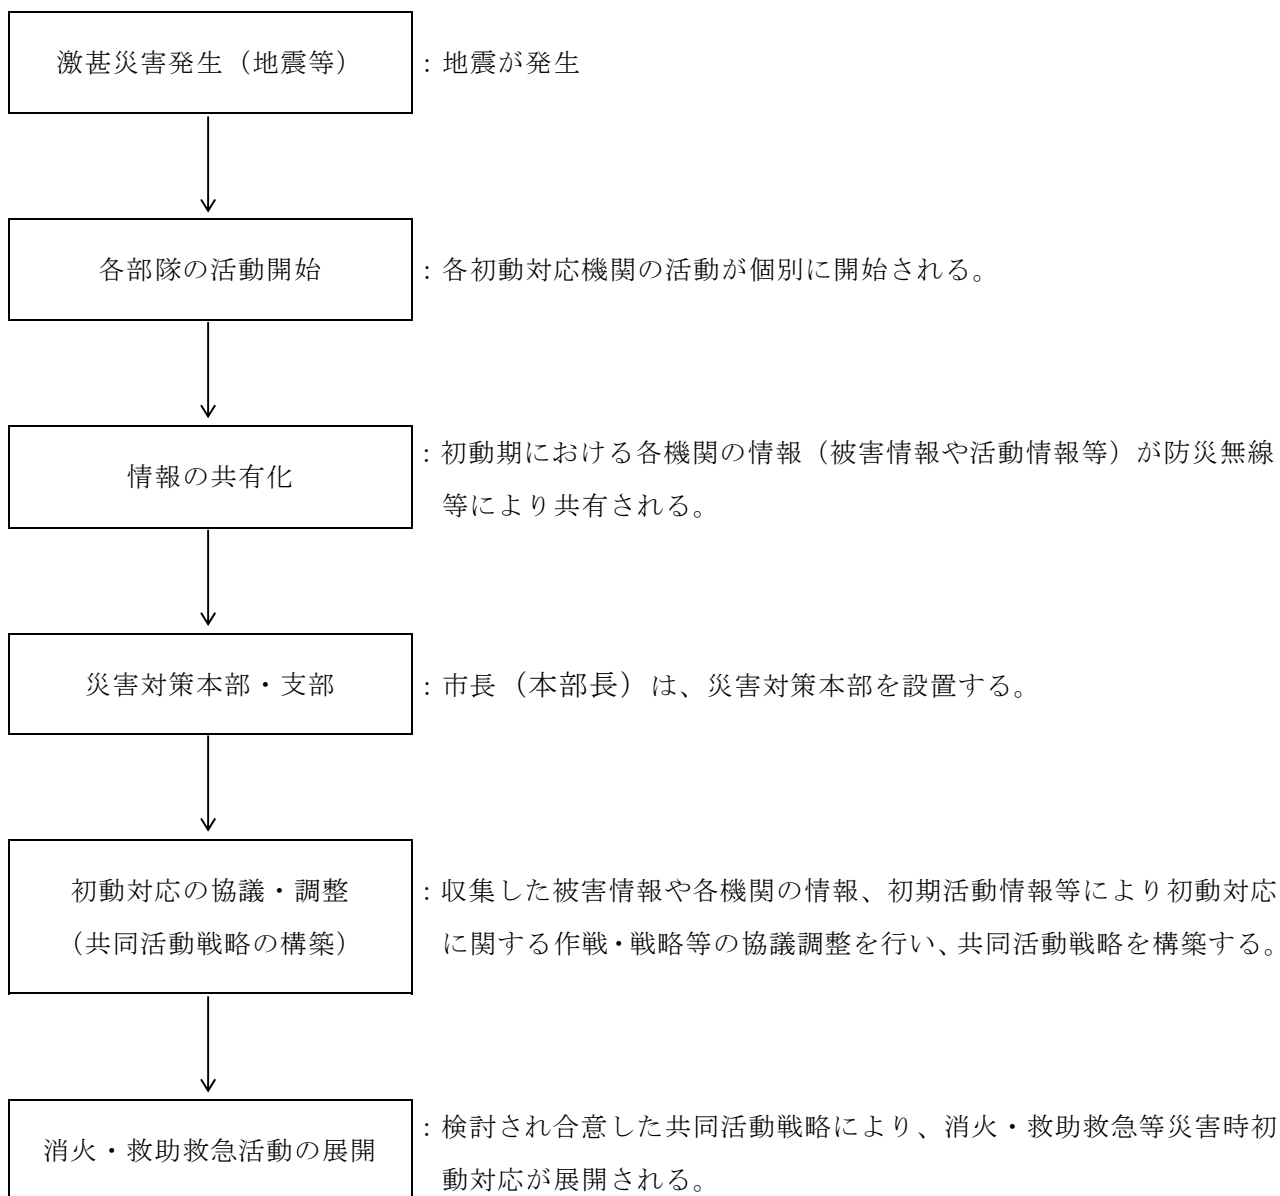 激甚災害発生（地震等）
：地震が発生
各部隊の活動開始
：各初動対応機関の活動が個別に開始される。
情報の共有化
：初動期における各機関の情報（被害情報や活動情報等）が防災無線
等により共有される。
災害対策本部・支部
：市長（本部長）は、災害対策本部を設置する。
初動対応の協議・調整
（共同活動戦略の構築）
：収集した被害情報や各機関の情報、初期活動情報等により初動対応
に関する作戦・戦略等の協議調整を行い、共同活動戦略を構築する。
消火・救助救急活動の展開
：検討され合意した共同活動戦略により、消火・救助救急等災害時初
動対応が展開される。